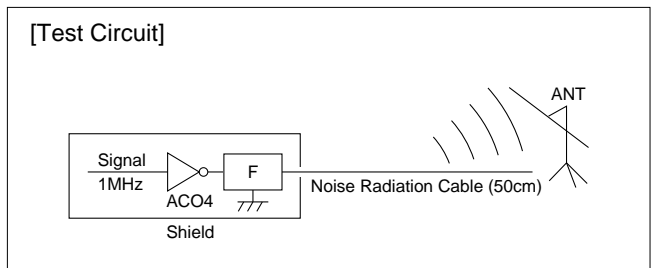 [Test Circuit]
ANT
Signal
1MHz
F
ACO4
Noise Radiation Cable (50cm)
Shield